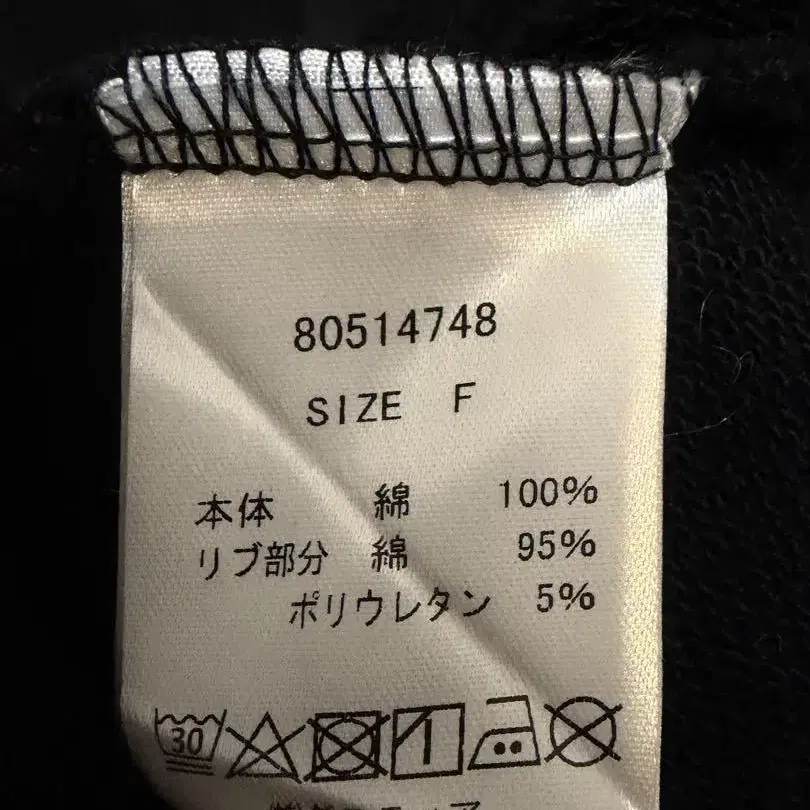 80514748
SIZE F
本体 綿 100%
リブ部分 綿 95%
ポリウレタン 5%
30